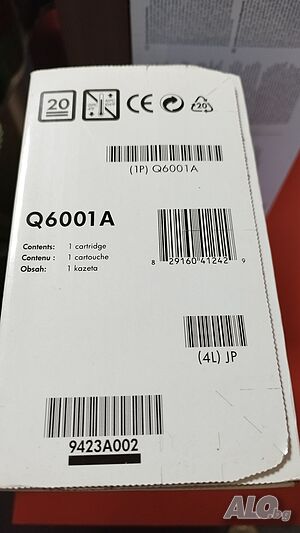 20
CE
20
(1P) Q6001A
Q6001A
Contents: 1 cartridge
Contenu : 1 cartouche
Obsah: 1 kazeta
8 29160 41242 9
(4L) JP
9423A002
ALO.bg